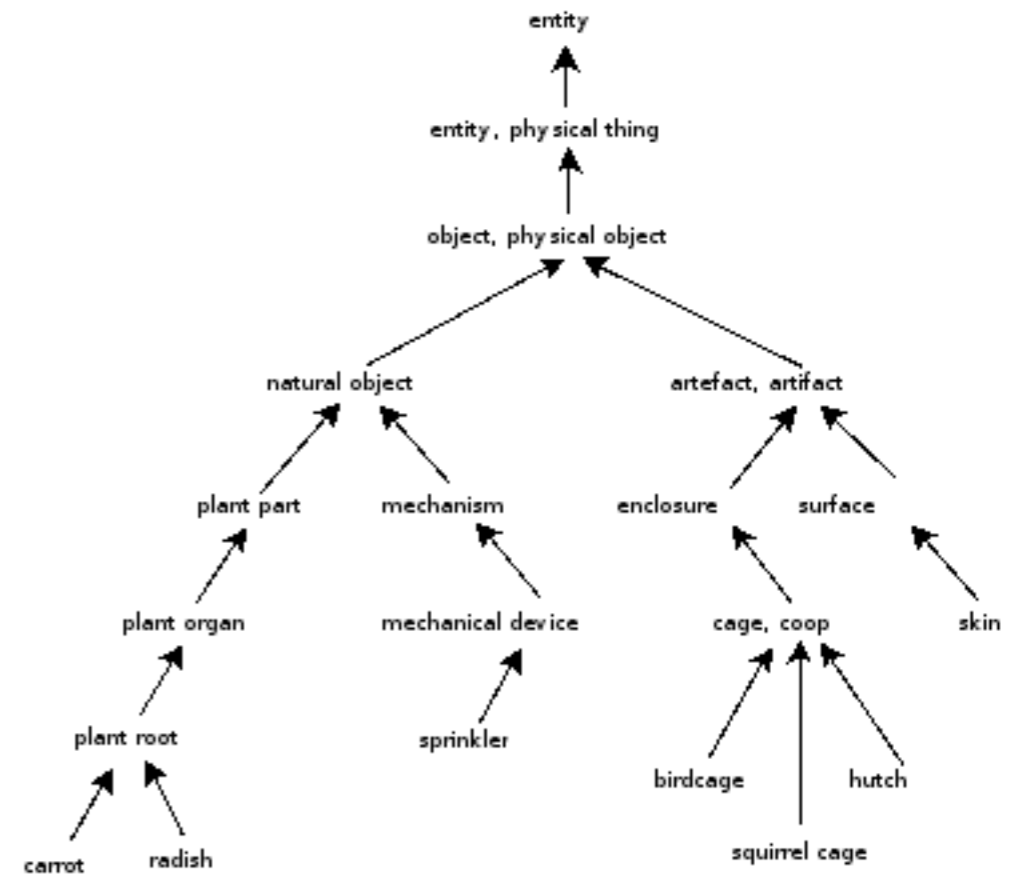 entity
entity, physical thing
object, physical object
natural object
artefact, artifact
plant part
mechanism
enclosure
surface
plant organ
mechanical device
cage, coop
skin
plant root
sprinkler
birdcage
hutch
carrot
radish
squirrel cage